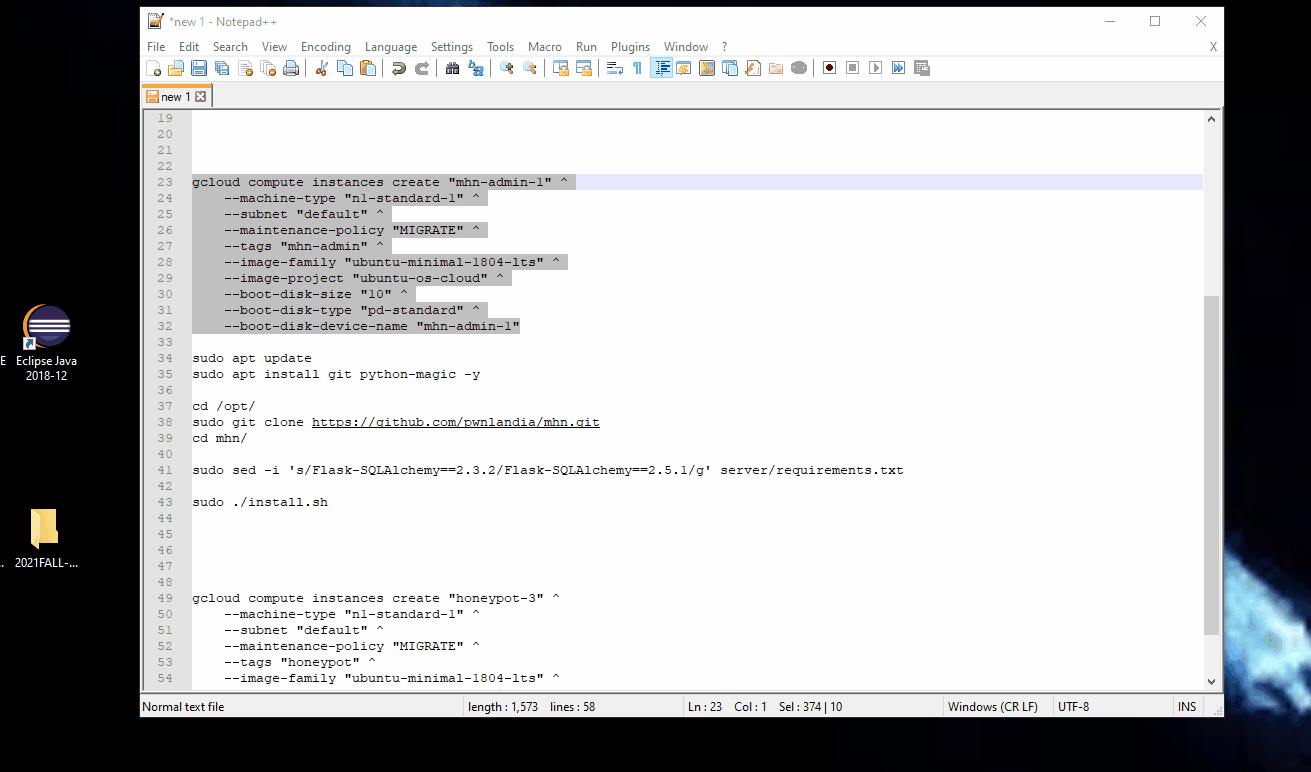 *new 1 - Notepad++
File Edit Search View Encoding Language Settings Tools Macro Run Plugins Window ? X
new 1
19
20
21
22
23 gcloud compute instances create "mhn-admin-1" ^
24 --machine-type "n1-standard-1" ^
25 --subnet "default" ^
26 --maintenance-policy "MIGRATE" ^
27 --tags "mhn-admin" ^
28 --image-family "ubuntu-minimal-1804-lts" ^
29 --image-project "ubuntu-os-cloud" ^
30 --boot-disk-size "10" ^
31 --boot-disk-type "pd-standard" ^
32 --boot-disk-device-name "mhn-admin-1"
33
34 sudo apt update
35 sudo apt install git python-magic -y
36
37 cd /opt/
38 sudo git clone https://github.com/pwnlandia/mhn.git
39 cd mhn/
40
41 sudo sed -i 's/Flask-SQLAlchemy==2.3.2/Flask-SQLAlchemy==2.5.1/g' server/requirements.txt
42
43 sudo ./install.sh
44
45
46
47
48
49 gcloud compute instances create "honeypot-3" ^
50 --machine-type "n1-standard-1" ^
51 --subnet "default" ^
52 --maintenance-policy "MIGRATE" ^
53 --tags "honeypot" ^
54 --image-family "ubuntu-minimal-1804-lts" ^
Normal text file length : 1,573 lines : 58 Ln : 23 Col : 1 Sel : 374 | 10 Windows (CR LF) UTF-8 INS
E
Eclipse Java
2018-12
...
2021FALL-...